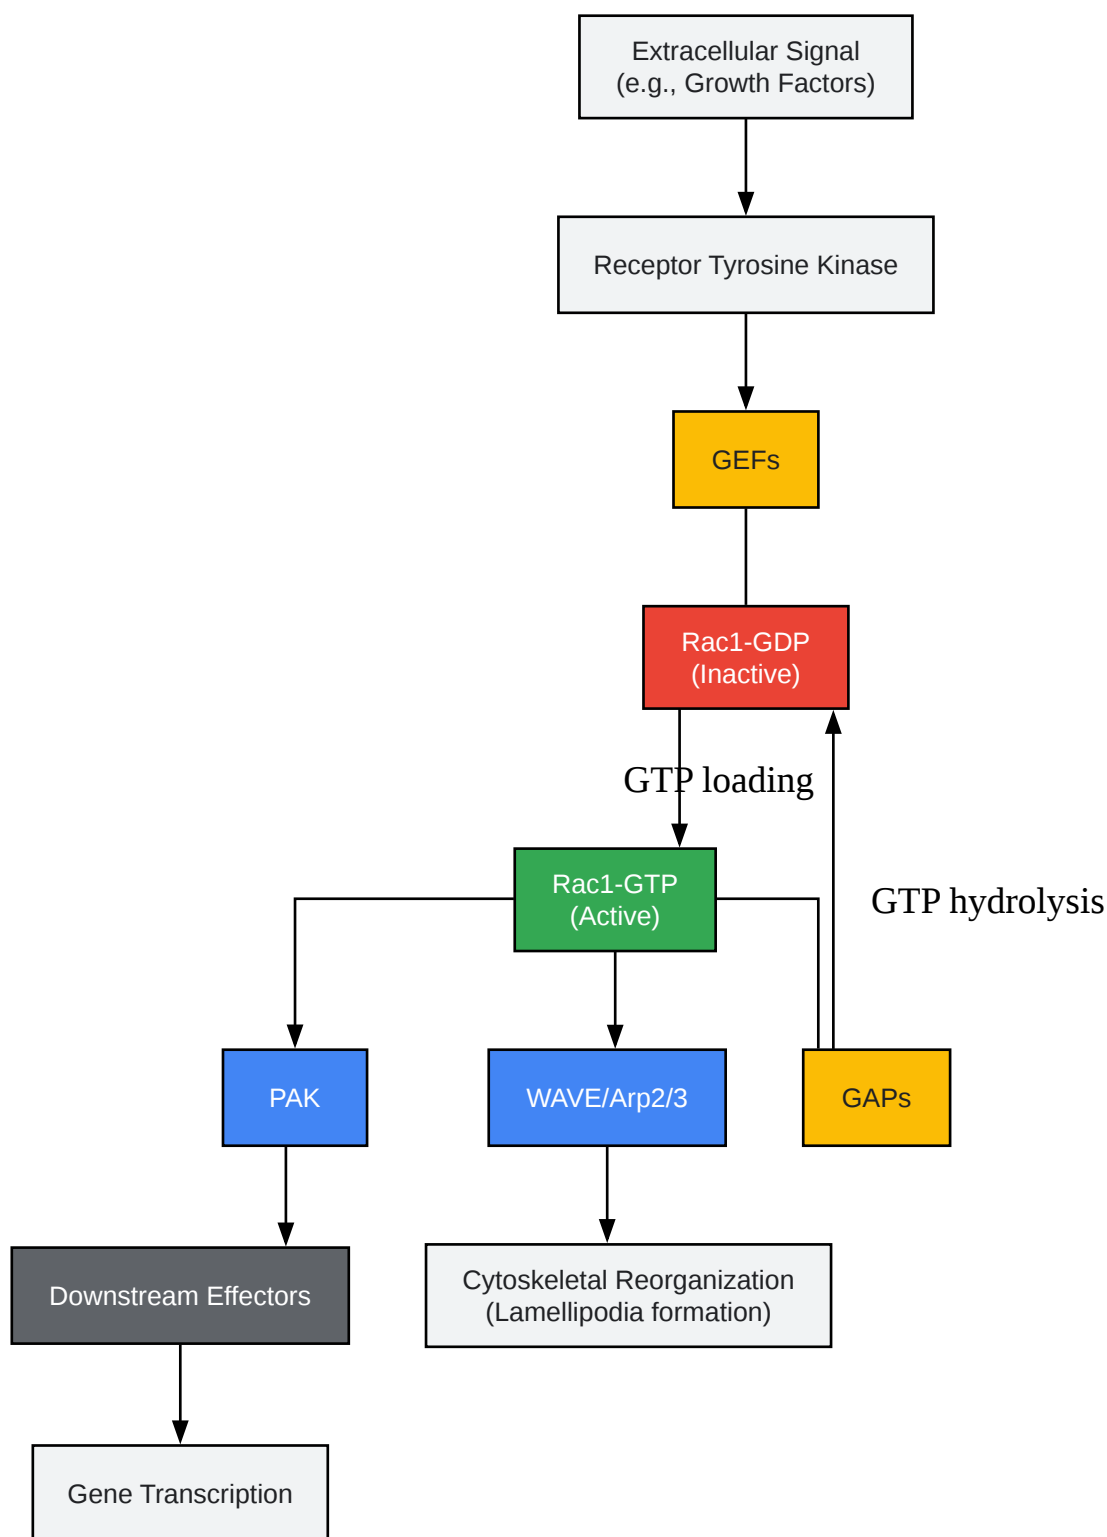 Extracellular Signal
(e.g., Growth Factors)
Receptor Tyrosine Kinase
GEFs
Rac1-GDP
(Inactive)
GTP loading
Rac1-GTP
(Active)
GTP hydrolysis
PAK
WAVE/Arp2/3
GAPs
Downstream Effectors
Cytoskeletal Reorganization
(Lamellipodia formation)
Gene Transcription